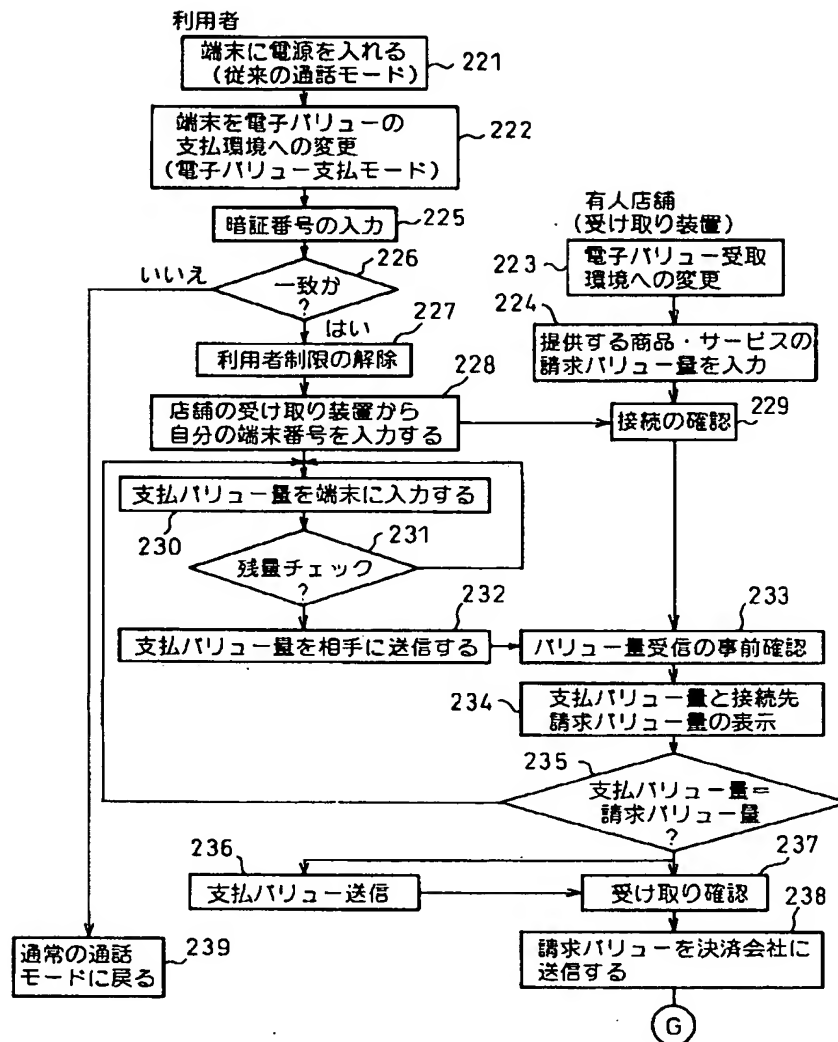 利用者
端末に電源を入れる
(従来の通話モード)
221
端末を電子バリューの
支払環境への変更
(電子バリュー支払モード)
222
暗証番号の入力
225
有人店舗
(受け取り装置)
223
電子バリュー受取
環境への変更
いいえ
226
一致か
?
はい
227
224
提供する商品・サービスの
請求バリュー量を入力
利用者制限の解除
228
店舗の受け取り装置から
自分の端末番号を入力する
接続の確認
229
支払バリュー量を端末に入力する
230
231
残量チェック
?
232
支払バリュー量を相手に送信する
233
バリュー量受信の事前確認
234
支払バリュー量と接続先
請求バリュー量の表示
235
支払バリュー量=
請求バリュー量
?
236
支払バリュー送信
237
受け取り確認
238
請求バリューを決済会社に
送信する
通常の通話
モードに戻る
239
G